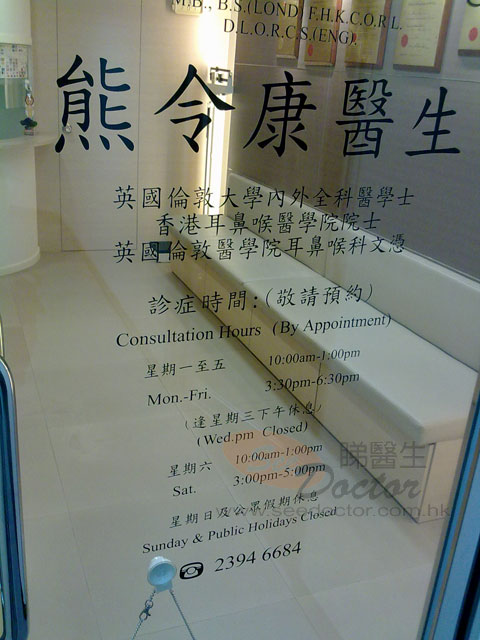 M.B., B.S.(LOND) F.H.K.C.O.R.L.
D.L.O.R.C.S.(ENG).
熊令康醫生
英國倫敦大學內外全科醫學士
香港耳鼻喉醫學院院士
英國倫敦醫學院耳鼻喉科文憑
診症時間:(敬請預約)
Consultation Hours (By Appointment)
星期一至五 10:00am-1:00pm
Mon.-Fri. 3:30pm-6:30pm
(逢星期三下午休息)
(Wed.pm Closed)
星期六 10:00am-1:00pm
Sat. 3:00pm-5:00pm
睇醫生
Doctor
www.seedoctor.com.hk
星期日及公眾假期休息
Sunday & Public Holidays Closed
☎ 2394 6684